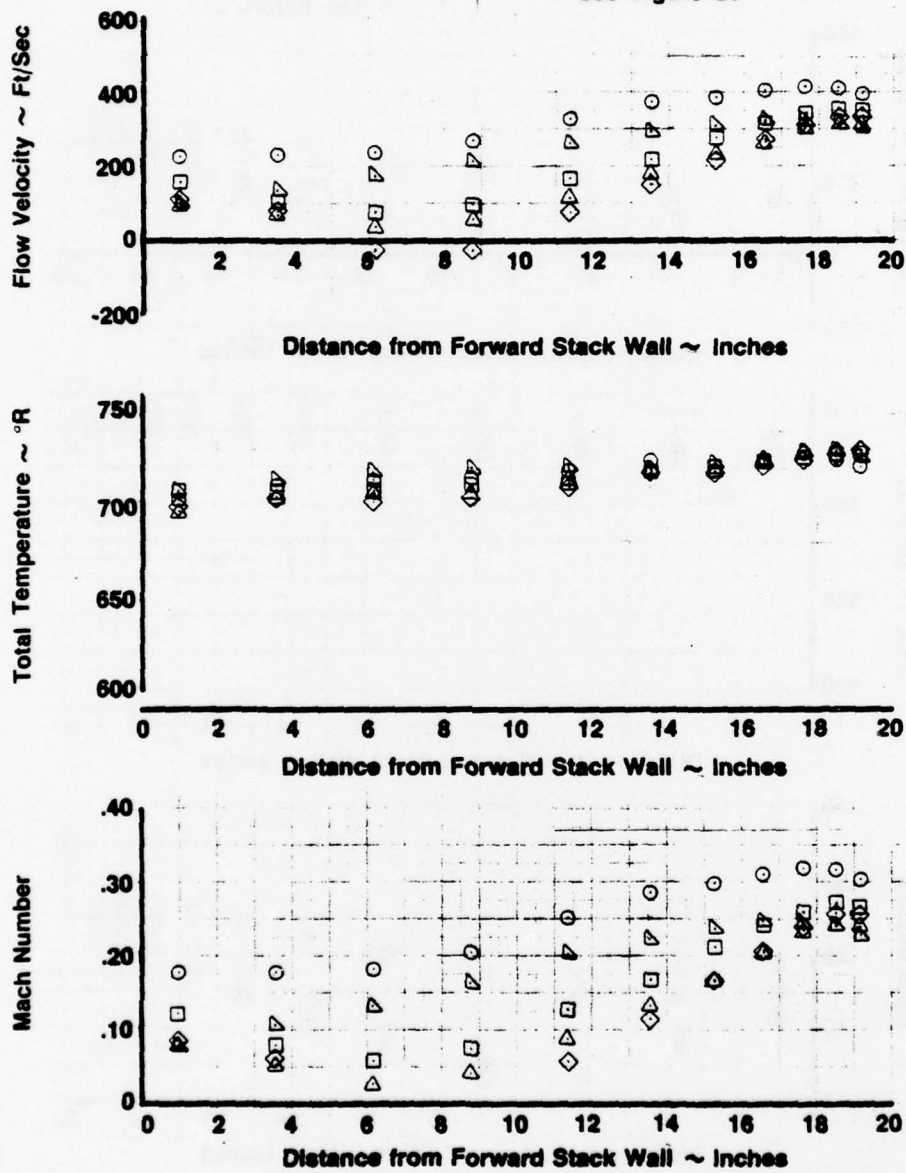 600
400
200
0
-200
Flow Velocity ~ Ft/Sec
2 4 6 8 10 12 14 16 18 20
Distance from Forward Stack Wall ~ Inches
750
700
650
600
Total Temperature ~ °R
0 2 4 6 8 10 12 14 16 18 20
Distance from Forward Stack Wall ~ Inches
.40
.30
.20
.10
0
Mach Number
0 2 4 6 8 10 12 14 16 18 20
Distance from Forward Stack Wall ~ Inches